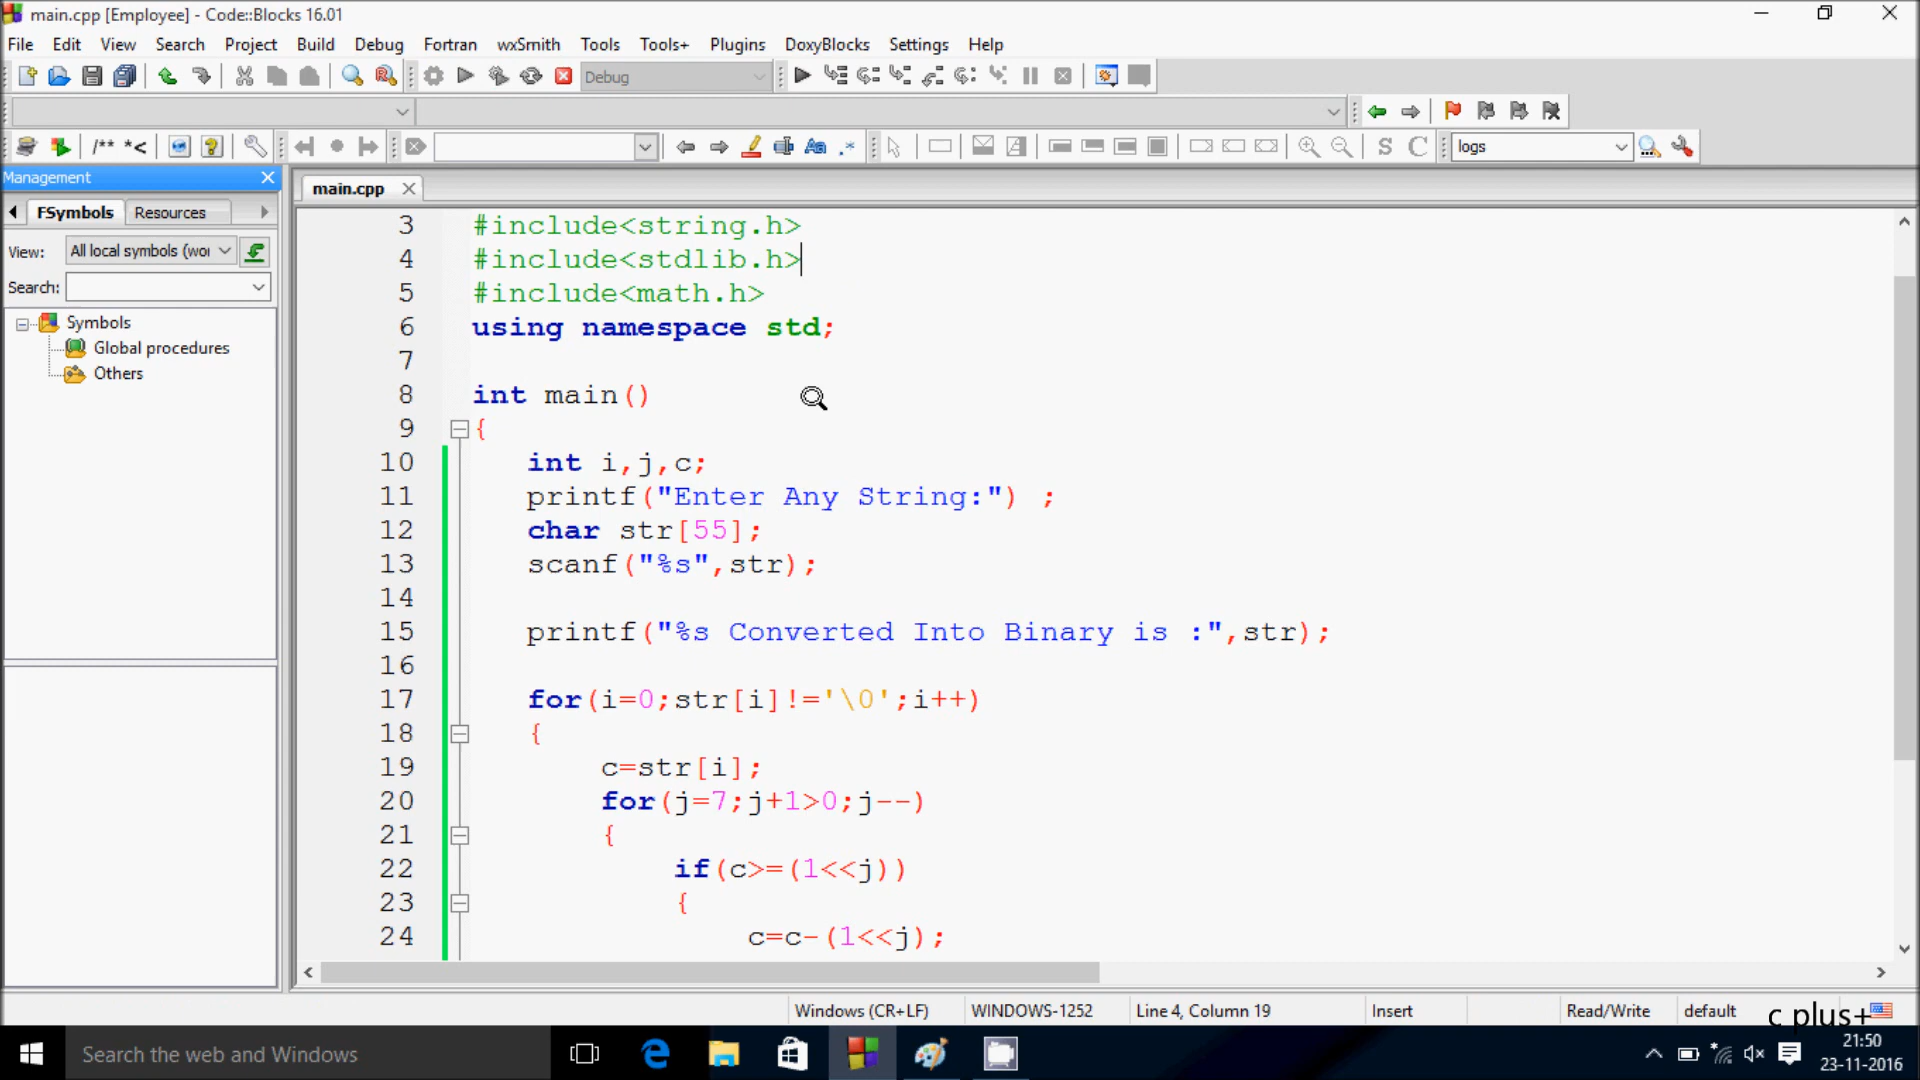 main.cpp [Employee] - Code::Blocks 16.01
File Edit View Search Project Build Debug Fortran wxSmith Tools Tools+ Plugins DoxyBlocks Settings Help
Debug
/** *< logs
Management
FSymbols Resources
main.cpp
View: All local symbols (wor
Search:
Symbols
Global procedures
Others
3 #include<string.h>
4 #include<stdlib.h>
5 #include<math.h>
6 using namespace std;
7
8 int main()
9 {
10 int i,j,c;
11 printf("Enter Any String:") ;
12 char str[55];
13 scanf("%s",str);
14
15 printf("%s Converted Into Binary is :",str);
16
17 for(i=0;str[i]!='\0';i++)
18 {
19 c=str[i];
20 for(j=7;j+1>0;j--)
21 {
22 if(c>=(1<<j))
23 {
24 c=c-(1<<j);
Windows (CR+LF) WINDOWS-1252 Line 4, Column 19 Insert Read/Write default
c plus+
Search the web and Windows
21:50
23-11-2016